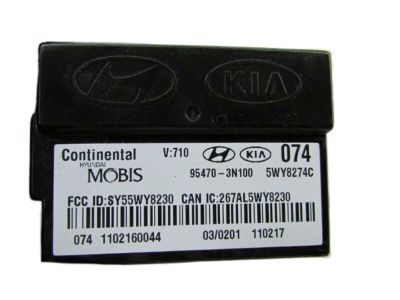 KIA
Continental V:710 KIA 074
HYUNDAI
MOBIS 95470-3N100 5WY8274C
FCC ID:SY55WY8230 CAN IC:267AL5WY8230
074 1102160044 03/0201 110217